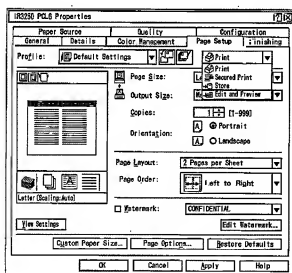 iR3250 PCL6 Properties
Paper Source Quality Configuration
General Details Color Management Page Setup Finishing
Profile: Default Settings Print
Print
Secured Print
Store
Edit and Preview
Page Size:
Output Size:
Copies: 1 [1-999]
Orientation: A Portrait
A Landscape
Page Layout: 2 Pages per Sheet
Page Order: Left to Right
Letter (Scaling:Auto)
Watermark: CONFIDENTIAL
View Settings Edit Watermark...
Custom Paper Size... Page Options... Restore Defaults
OK Cancel Apply Help